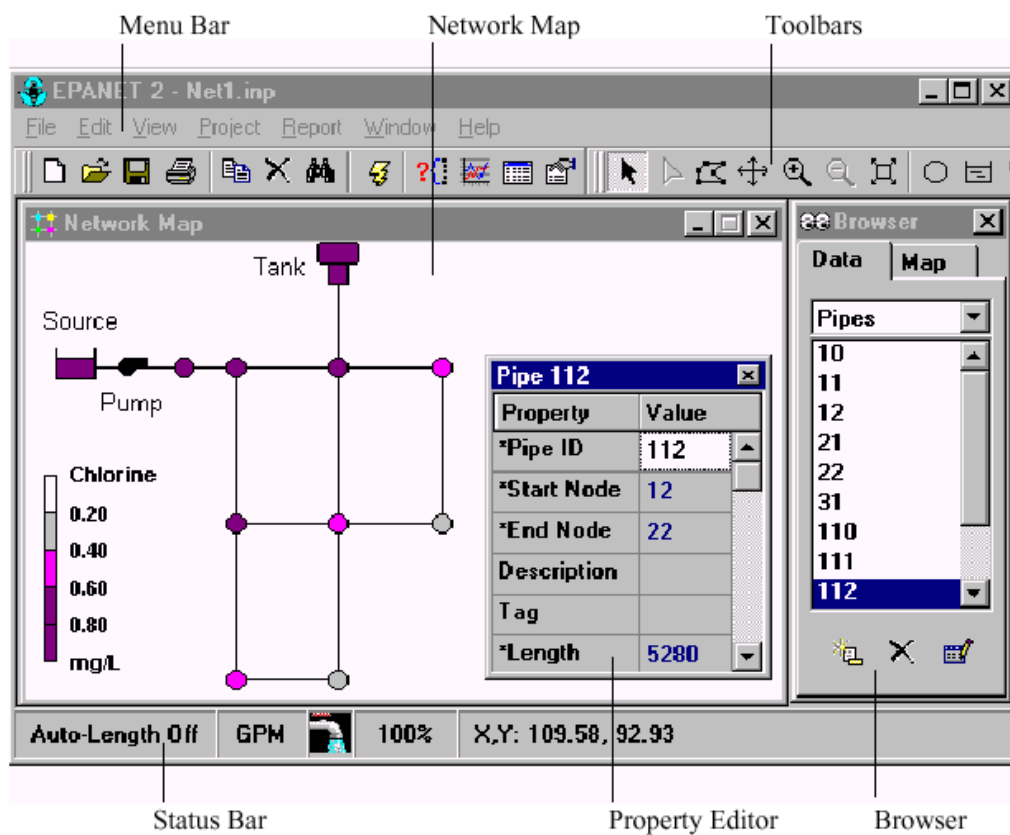 Menu Bar
Network Map
Toolbars
EPANET 2 - Net1.inp
File Edit View Project Report Window Help
Network Map
Browser
Data
Map
Tank
Source
Pump
Pipes
10
11
12
21
22
31
110
111
112
Pipe 112
Property Value
*Pipe ID 112
*Start Node 12
*End Node 22
Description
Tag
*Length 5280
Chlorine
0.20
0.40
0.60
0.80
mg/L
Auto-Length Off GPM 100% X,Y: 109.58, 92.93
Status Bar
Property Editor
Browser